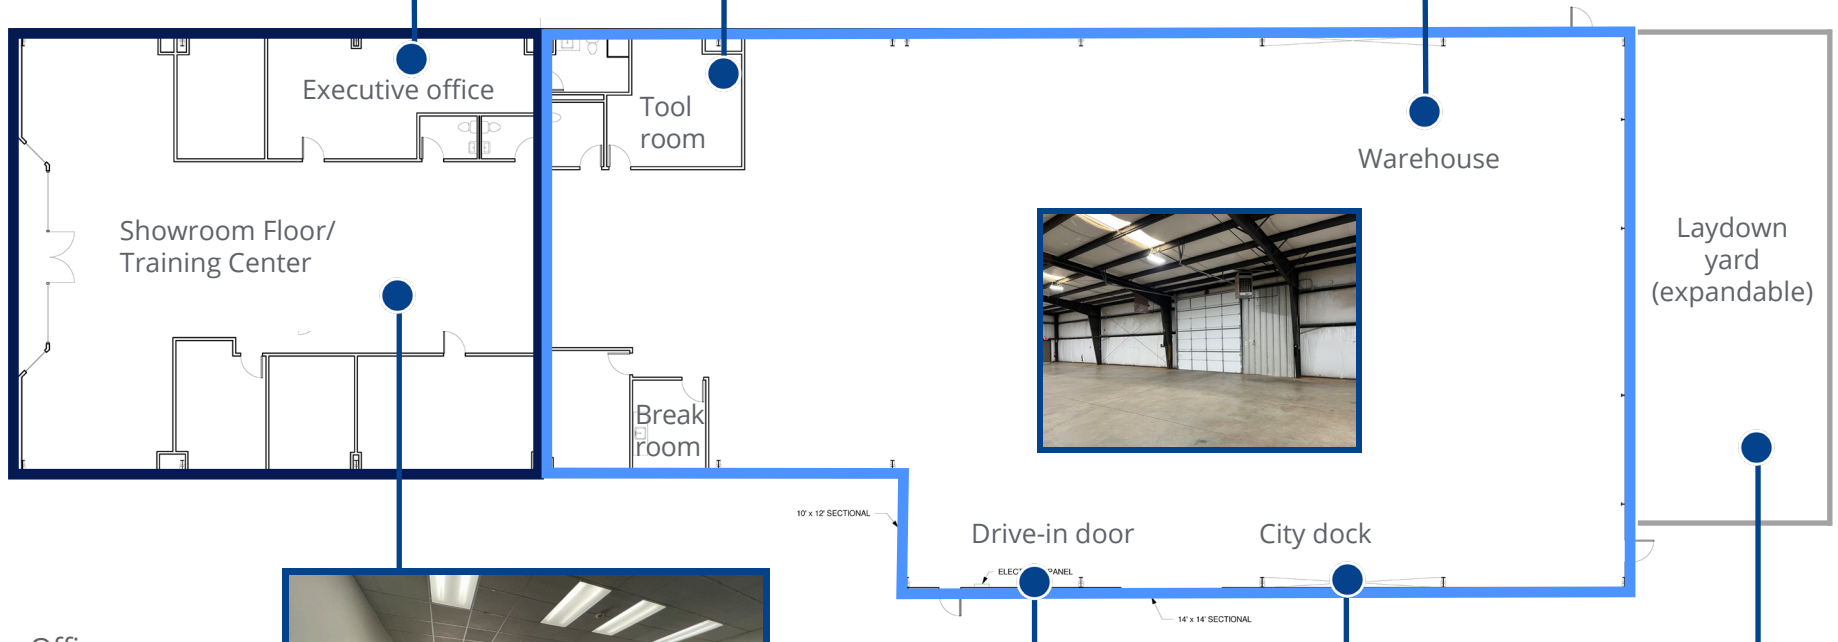 Executive office
Tool
room
Warehouse
Showroom Floor/
Training Center
Laydown
yard
(expandable)
Break
room
10' x 12' SECTIONAL
Drive-in door
City dock
14' x 14' SECTIONAL